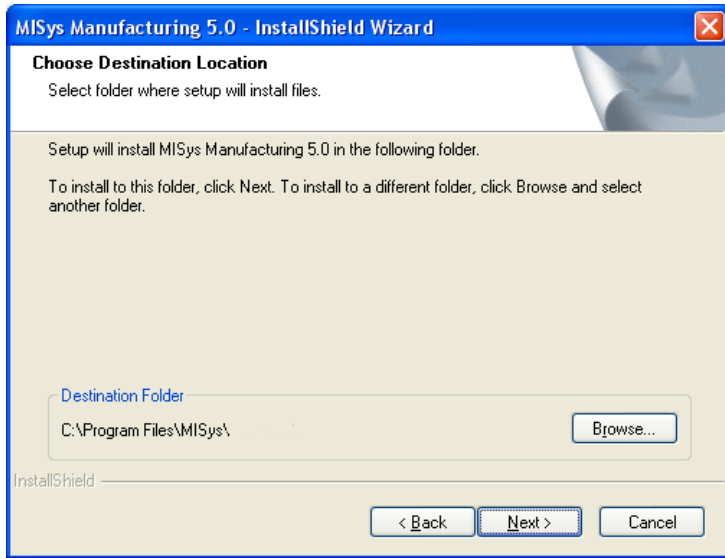 MISys Manufacturing 5.0 - InstallShield Wizard
Choose Destination Location
Select folder where setup will install files.
Setup will install MISys Manufacturing 5.0 in the following folder.
To install to this folder, click Next. To install to a different folder, click Browse and select
another folder.
Destination Folder
C:\Program Files\MISys\
Browse...
InstallShield
< Back
Next >
Cancel